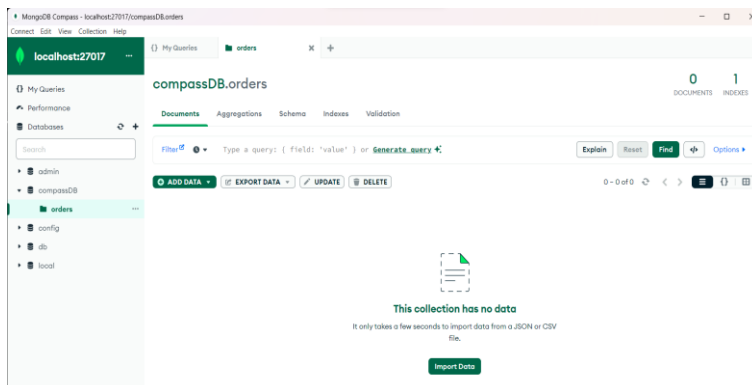 MongoDB Compass - localhost:27017/compassDB.orders
Connect Edit View Collection Help
localhost:27017 ...
{} My Queries
Performance
Databases
Search
admin
compassDB
orders ...
config
db
local
{} My Queries orders
compassDB.orders
0 DOCUMENTS 1 INDEXES
Documents Aggregations Schema Indexes Validation
Filter Type a query: { field: 'value' } or Generate query Explain Reset Find </> Options
ADD DATA EXPORT DATA UPDATE DELETE 0 – 0 of 0 {}
This collection has no data
It only takes a few seconds to import data from a JSON or CSV
file.
Import Data